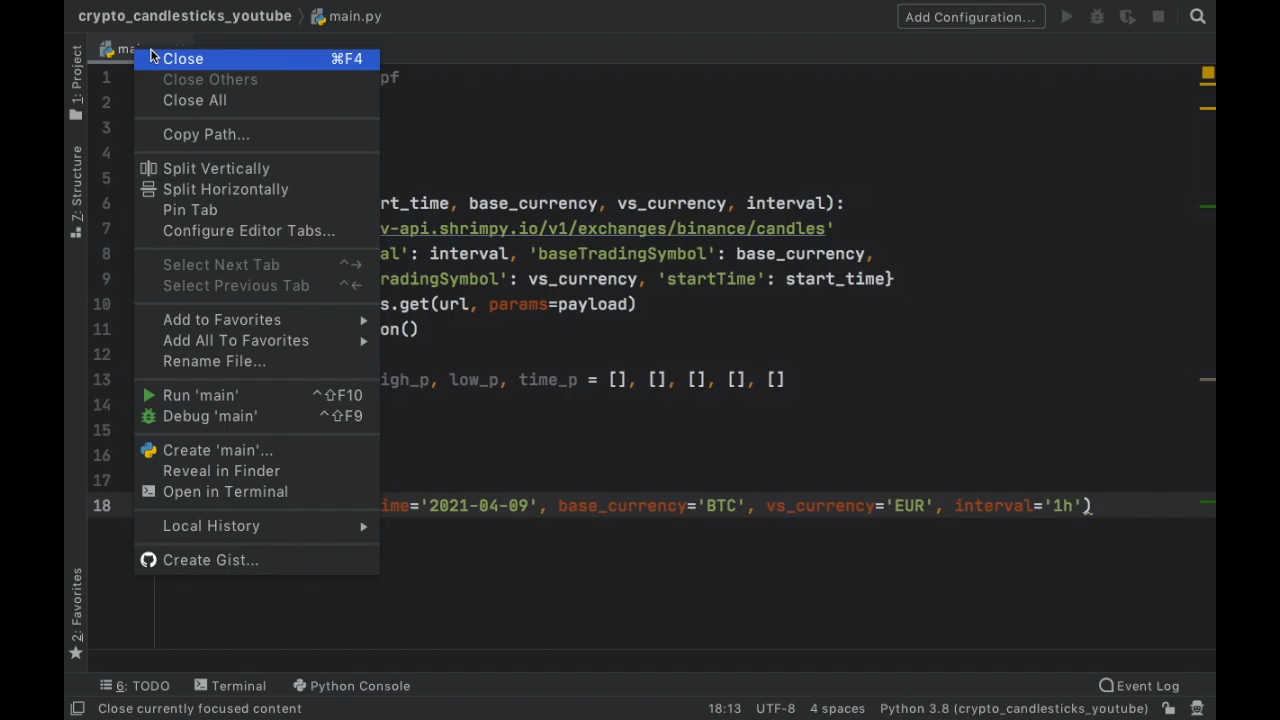 crypto_candlesticks_youtube
main.py
Add Configuration...
1: Project
7: Structure
2: Favorites
Close ⌘F4
Close Others
Close All
Copy Path...
Split Vertically
Split Horizontally
Pin Tab
Configure Editor Tabs...
Select Next Tab ^→
Select Previous Tab ^←
Add to Favorites
Add All To Favorites
Rename File...
Run 'main' ^⇧F10
Debug 'main' ^⇧F9
Create 'main'...
Reveal in Finder
Open in Terminal
Local History
Create Gist...
1 pf
2
3
4
5
6 rt_time, base_currency, vs_currency, interval):
7 v-api.shrimpy.io/v1/exchanges/binance/candles'
8 al': interval, 'baseTradingSymbol': base_currency,
9 radingSymbol': vs_currency, 'startTime': start_time}
10 s.get(url, params=payload)
11 on()
12
13 igh_p, low_p, time_p = [], [], [], [], []
14
15
16
17
18 ime='2021-04-09', base_currency='BTC', vs_currency='EUR', interval='1h')
6: TODO
Terminal
Python Console
Event Log
Close currently focused content
18:13
UTF-8
4 spaces
Python 3.8 (crypto_candlesticks_youtube)